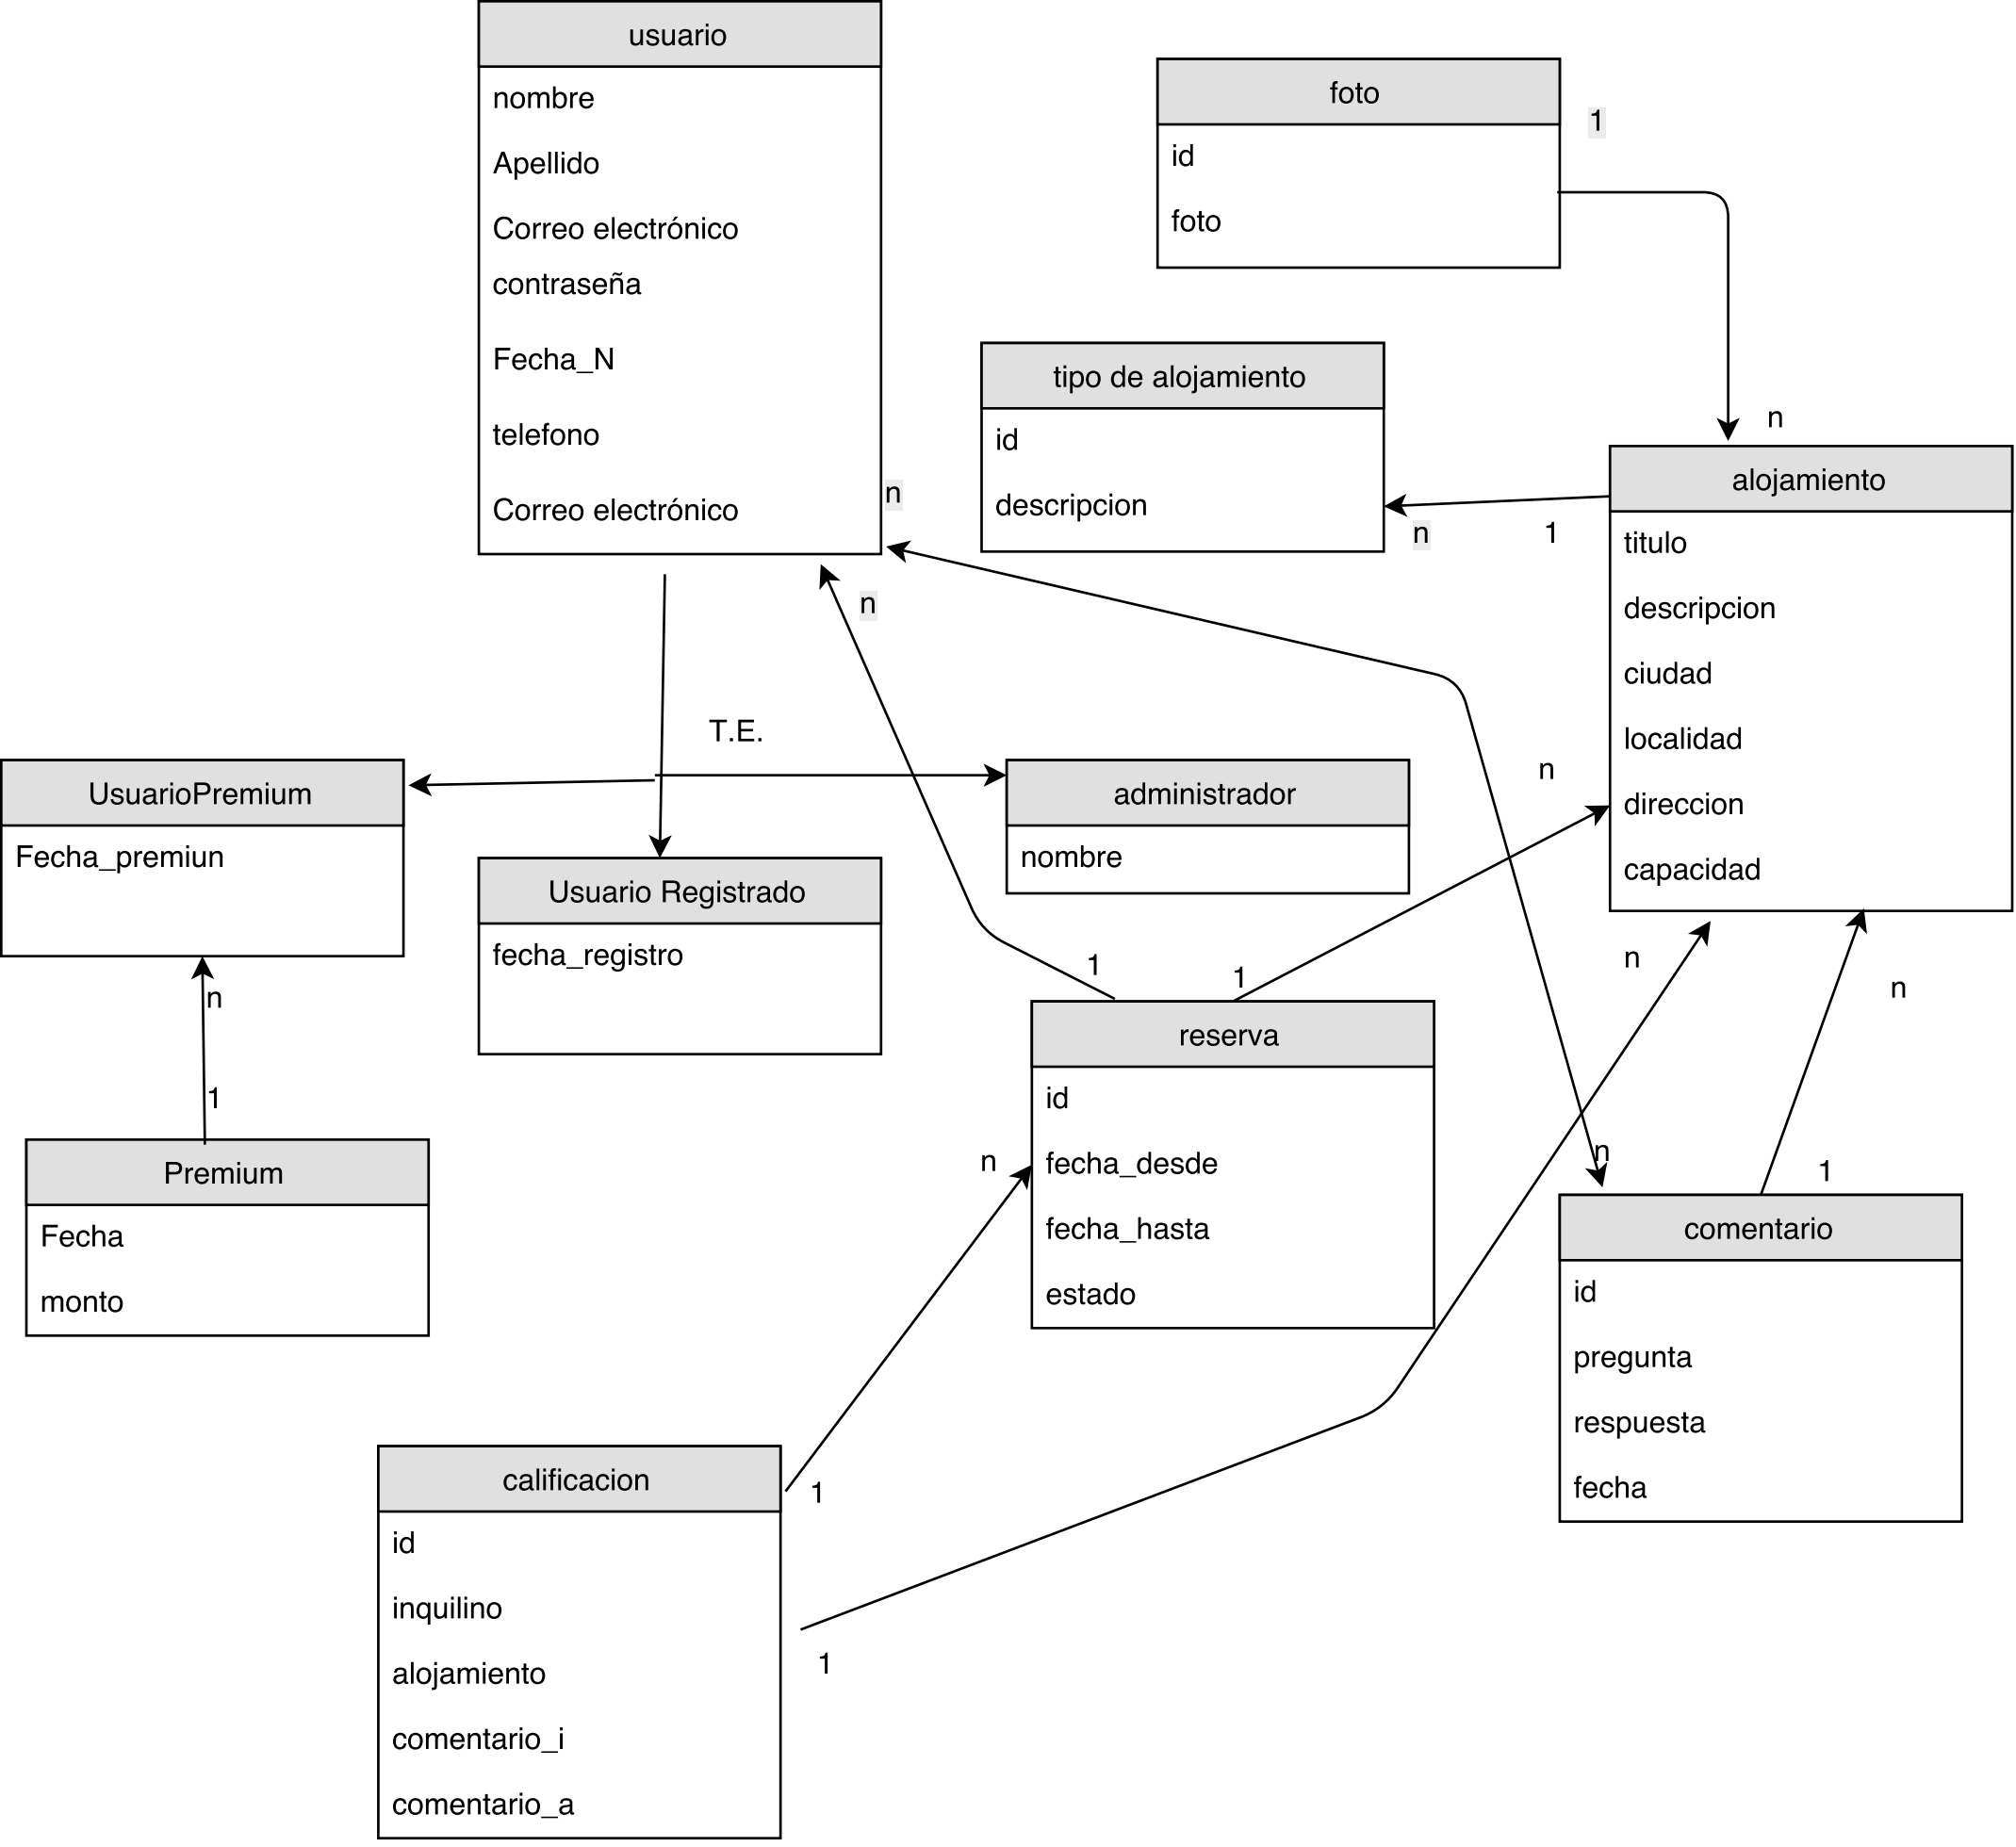 usuario
nombre
Apellido
Correo electrónico
contraseña
Fecha_N
telefono
Correo electrónico
n
n
foto
id
foto
1
n
tipo de alojamiento
id
descripcion
n
1
alojamiento
titulo
descripcion
ciudad
localidad
direccion
capacidad
n
n
n
T.E.
UsuarioPremium
Fecha_premiun
n
1
Usuario Registrado
fecha_registro
administrador
nombre
1
1
reserva
id
fecha_desde
fecha_hasta
estado
n
Premium
Fecha
monto
n
1
comentario
id
pregunta
respuesta
fecha
calificacion
id
inquilino
alojamiento
comentario_i
comentario_a
1
1